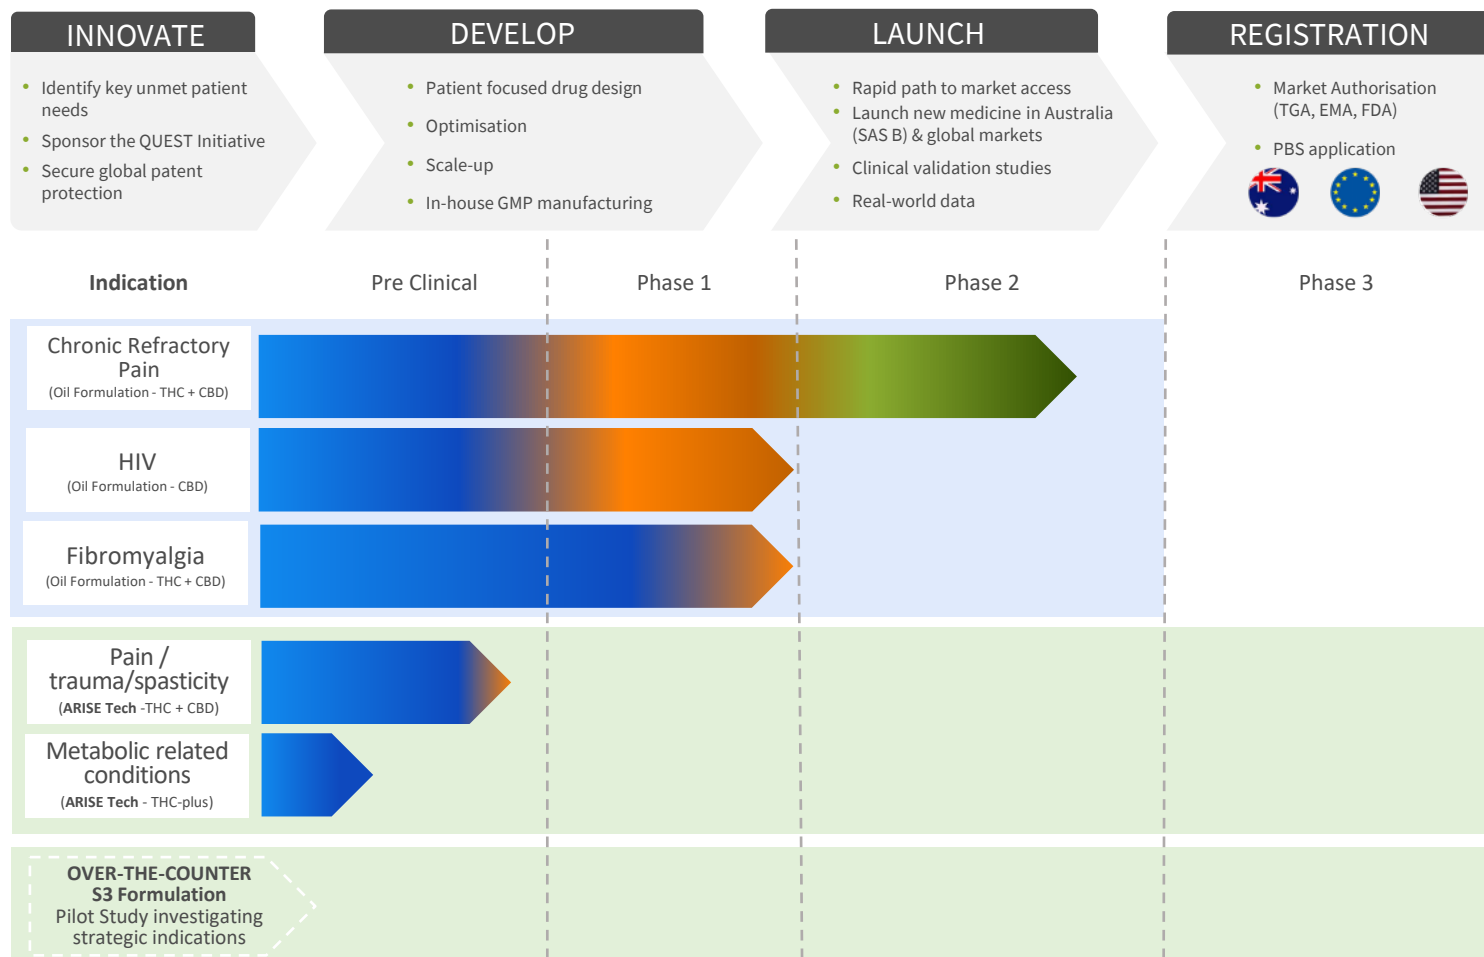 INNOVATE
• Identify key unmet patient
needs
• Sponsor the QUEST Initiative
• Secure global patent
protection
DEVELOP
• Patient focused drug design
• Optimisation
• Scale-up
• In-house GMP manufacturing
LAUNCH
• Rapid path to market access
• Launch new medicine in Australia
(SAS B) & global markets
• Clinical validation studies
• Real-world data
REGISTRATION
• Market Authorisation
(TGA, EMA, FDA)
• PBS application
Indication
Pre Clinical
Phase 1
Phase 2
Phase 3
Chronic Refractory
Pain
(Oil Formulation - THC + CBD)
HIV
(Oil Formulation - CBD)
Fibromyalgia
(Oil Formulation - THC + CBD)
Pain /
trauma/spasticity
(ARISE Tech -THC + CBD)
Metabolic related
conditions
(ARISE Tech - THC-plus)
OVER-THE-COUNTER
S3 Formulation
Pilot Study investigating
strategic indications